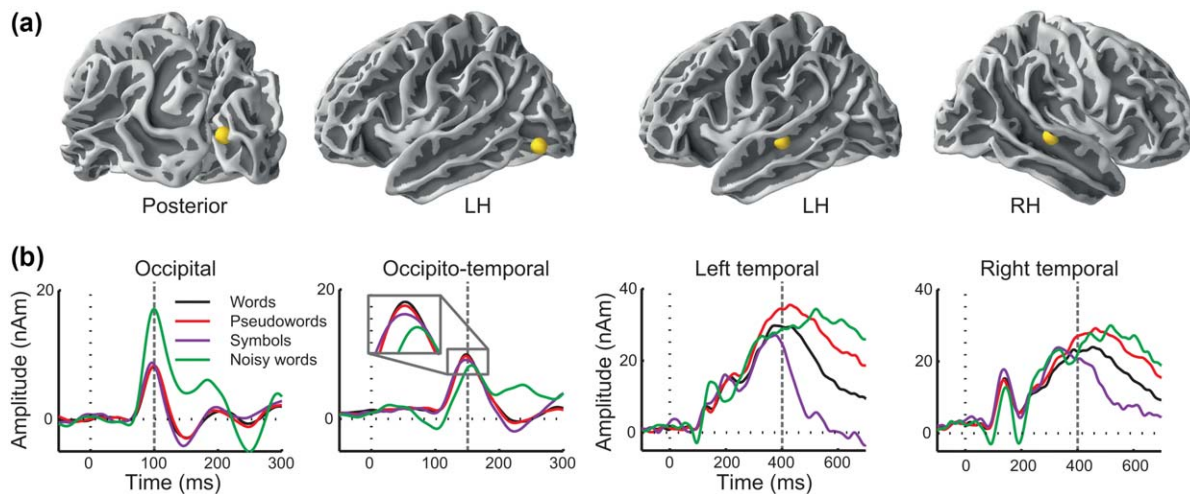 (a)
Posterior
LH
LH
RH
(b)
Occipital
Occipito-temporal
Left temporal
Right temporal
Amplitude (nAm)
20
0
Words
Pseudowords
Symbols
Noisy words
0
100
200
300
Time (ms)
20
0
0
100
200
300
Amplitude (nAm)
40
20
0
0
200
400
600
Time (ms)
40
20
0
0
200
400
600